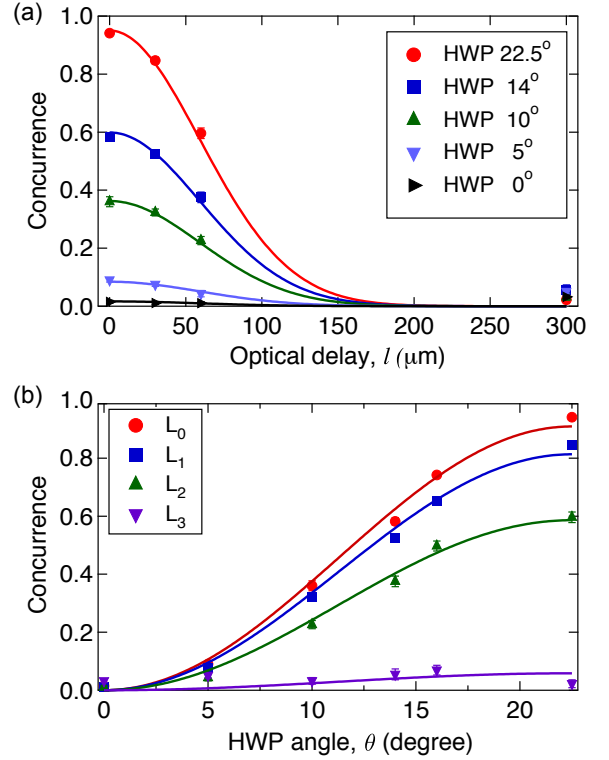 (a)
1.0
0.8
0.6
0.4
0.2
0.0
Concurrence
HWP 22.5°
HWP 14°
HWP 10°
HWP 5°
HWP 0°
0
50
100
150
200
250
300
Optical delay, l (μm)
(b)
1.0
0.8
0.6
0.4
0.2
0.0
Concurrence
L₀
L₁
L₂
L₃
0
5
10
15
20
HWP angle, θ (degree)